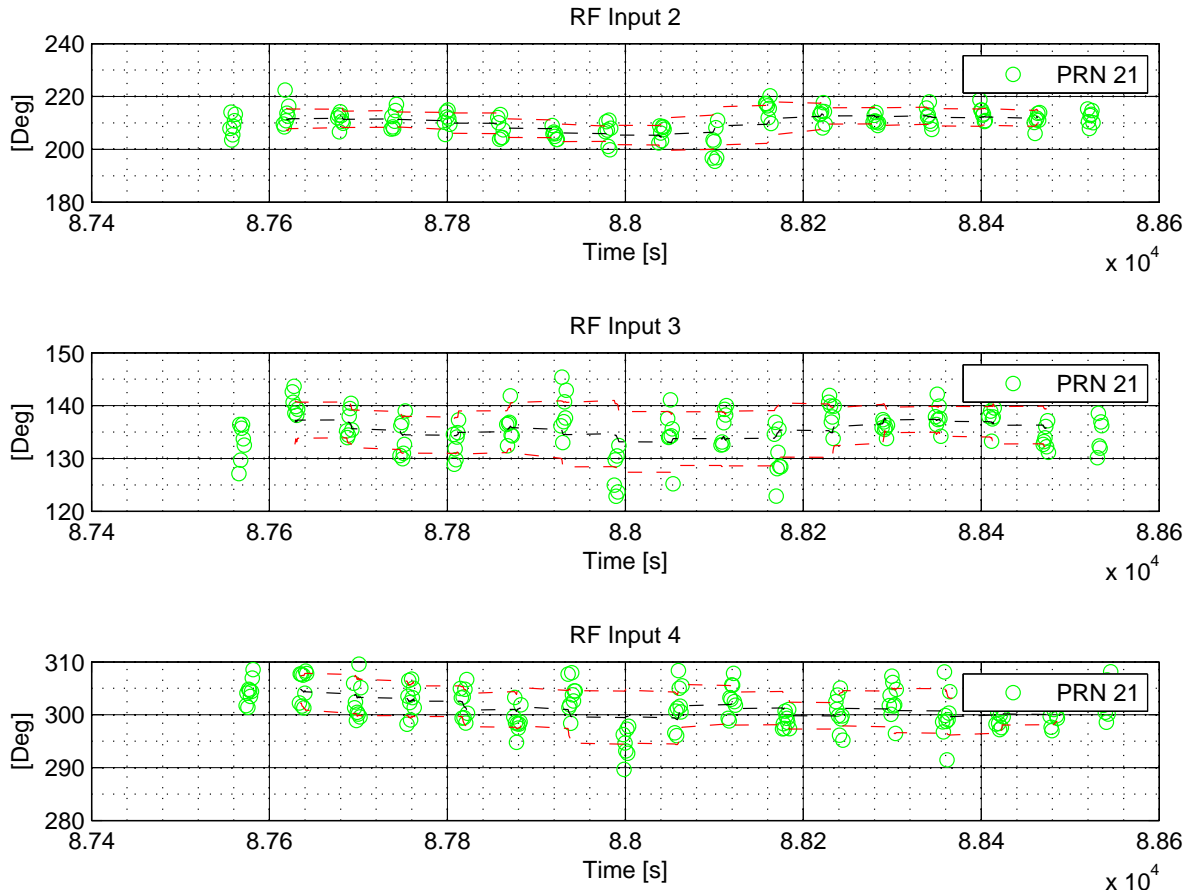 RF Input 2
240
220
200
180
[Deg]
PRN 21
8.74 8.76 8.78 8.8 8.82 8.84 8.86
Time [s]
x 10^4
RF Input 3
150
140
130
120
[Deg]
PRN 21
8.74 8.76 8.78 8.8 8.82 8.84 8.86
Time [s]
x 10^4
RF Input 4
310
300
290
280
[Deg]
PRN 21
8.74 8.76 8.78 8.8 8.82 8.84 8.86
Time [s]
x 10^4